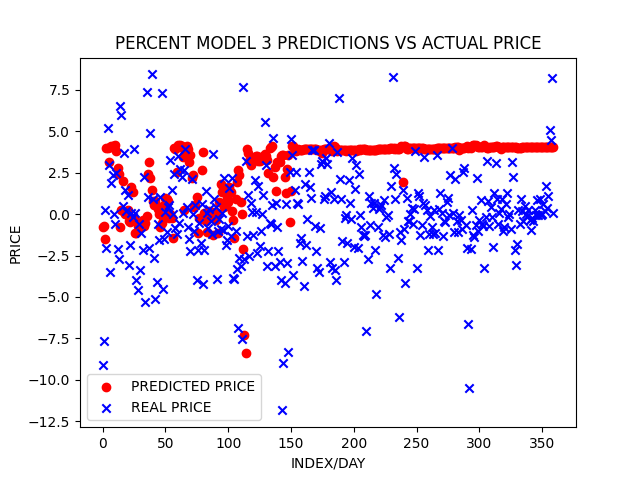 PERCENT MODEL 3 PREDICTIONS VS ACTUAL PRICE
7.5
5.0
2.5
0.0
−2.5
−5.0
−7.5
−10.0
−12.5
PRICE
PREDICTED PRICE
REAL PRICE
0 50 100 150 200 250 300 350
INDEX/DAY